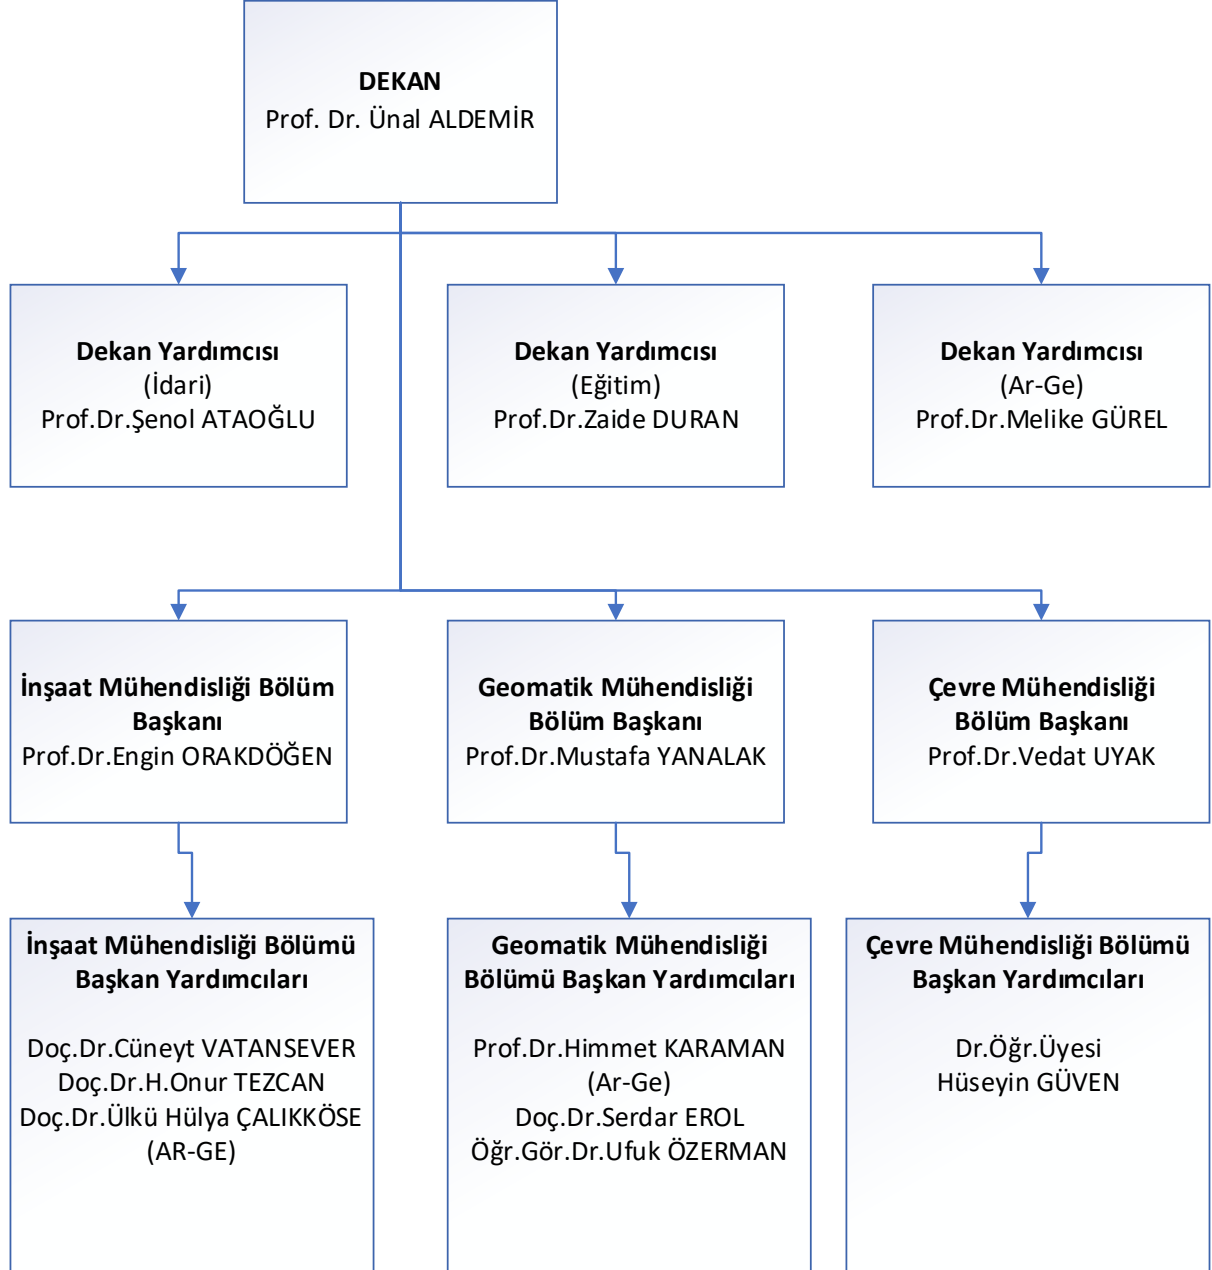 DEKAN
Prof. Dr. Ünal ALDEMİR
Dekan Yardımcısı
(İdari)
Prof.Dr.Şenol ATAOĞLU
Dekan Yardımcısı
(Eğitim)
Prof.Dr.Zaide DURAN
Dekan Yardımcısı
(Ar-Ge)
Prof.Dr.Melike GÜREL
İnşaat Mühendisliği Bölüm
Başkanı
Prof.Dr.Engin ORAKDÖĞEN
Geomatik Mühendisliği
Bölüm Başkanı
Prof.Dr.Mustafa YANALAK
Çevre Mühendisliği
Bölüm Başkanı
Prof.Dr.Vedat UYAK
İnşaat Mühendisliği Bölümü
Başkan Yardımcıları
Doç.Dr.Cüneyt VATANSEVER
Doç.Dr.H.Onur TEZCAN
Doç.Dr.Ülkü Hülya ÇALIKKÖSE
(AR-GE)
Geomatik Mühendisliği
Bölümü Başkan Yardımcıları
Prof.Dr.Himmet KARAMAN
(Ar-Ge)
Doç.Dr.Serdar EROL
Öğr.Gör.Dr.Ufuk ÖZERMAN
Çevre Mühendisliği Bölümü
Başkan Yardımcıları
Dr.Öğr.Üyesi
Hüseyin GÜVEN